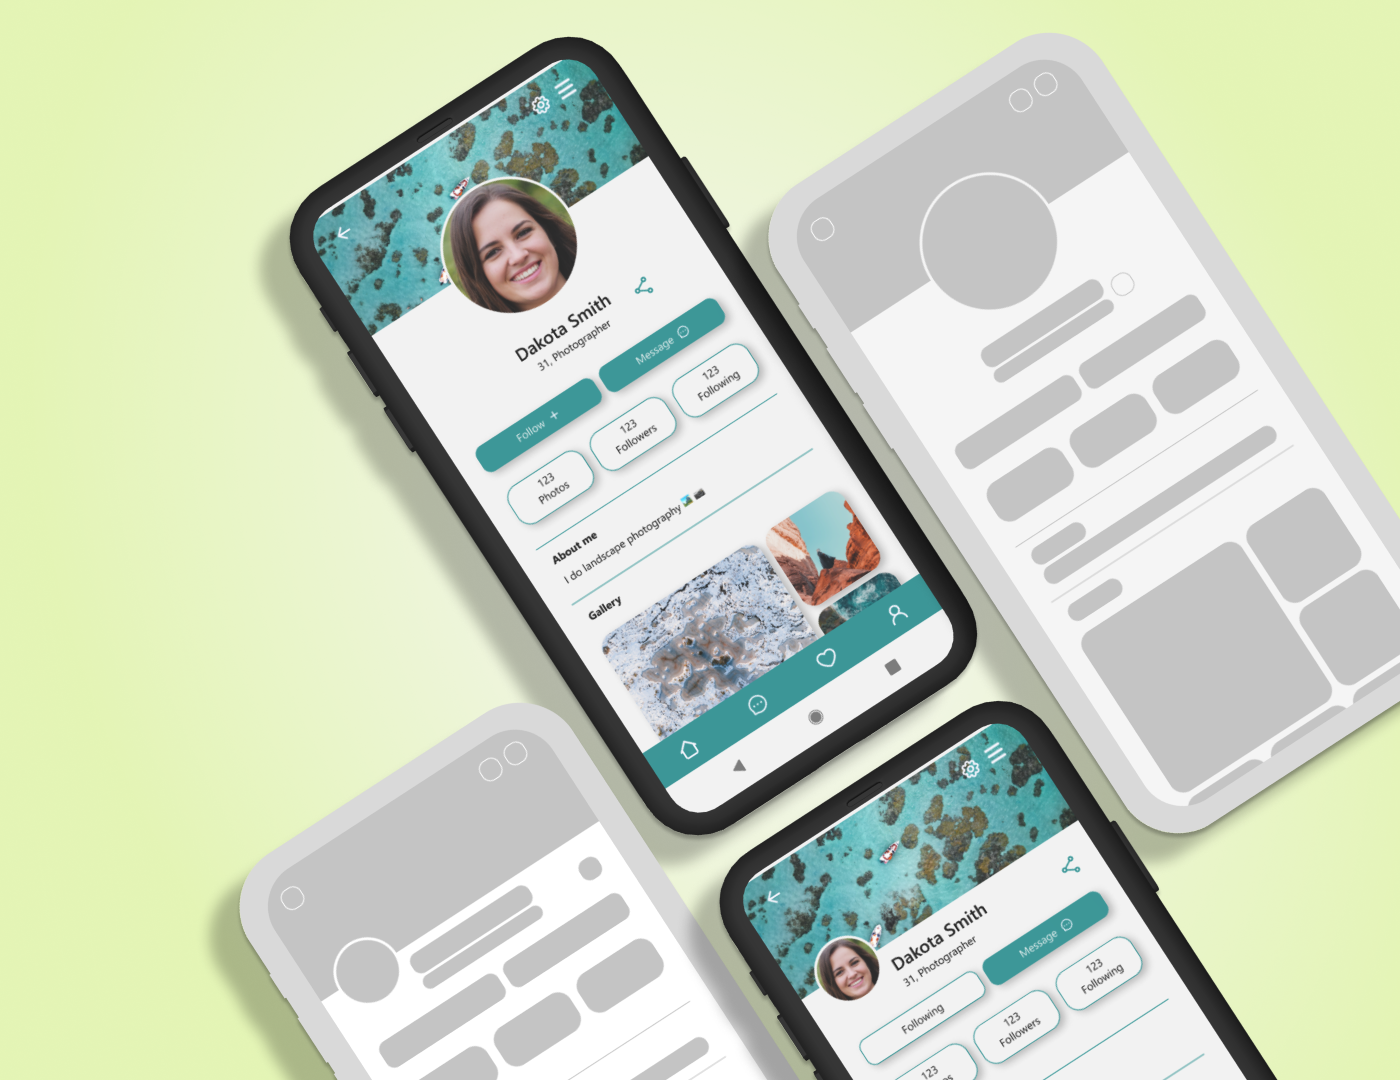 Dakota Smith
31, Photographer
Follow +
Message
123
Photos
123
Followers
123
Following
About me
I do landscape photography 🏞️ 📷
Gallery
Dakota Smith
31, Photographer
Following
Message
123
123
Followers
123
Following